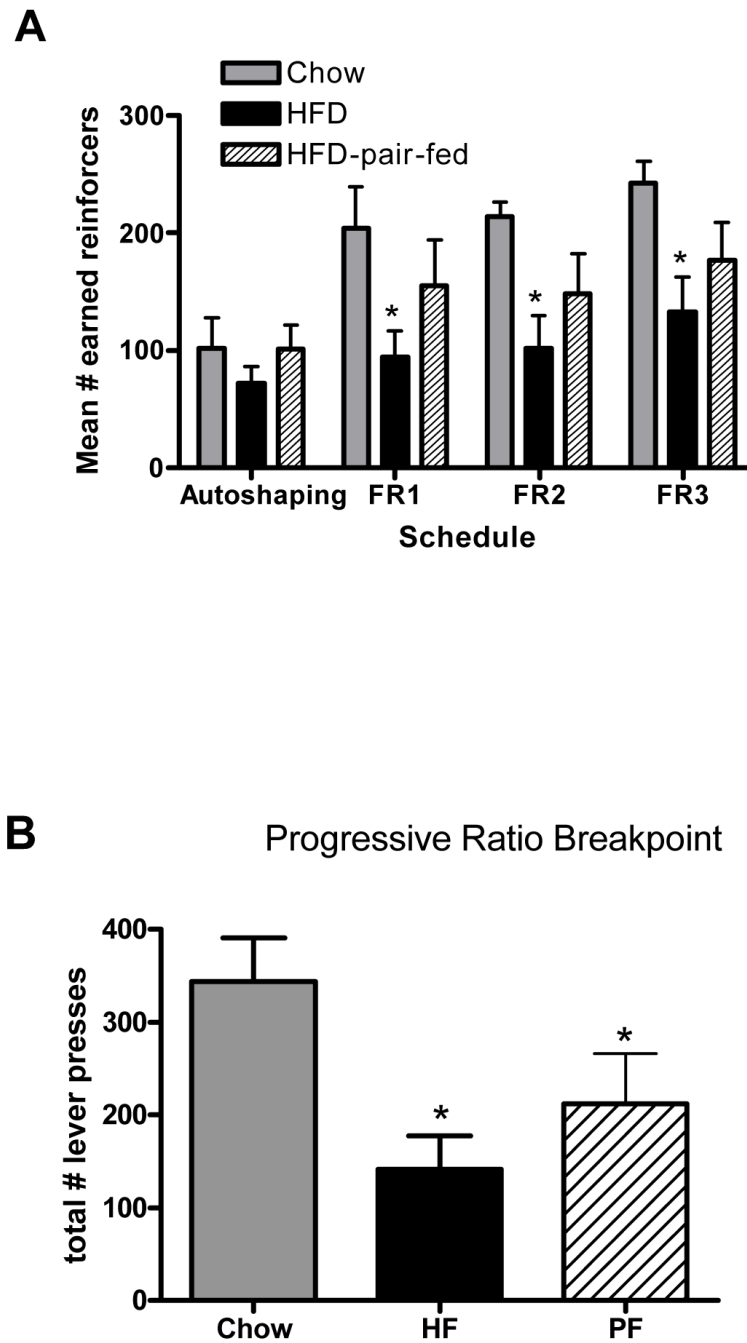 A
Chow
HFD
HFD-pair-fed
Mean # earned reinforcers
300
200
100
0
* * *
Autoshaping FR1 FR2 FR3
Schedule
B Progressive Ratio Breakpoint
total # lever presses
400
300
200
100
0
* *
Chow HF PF